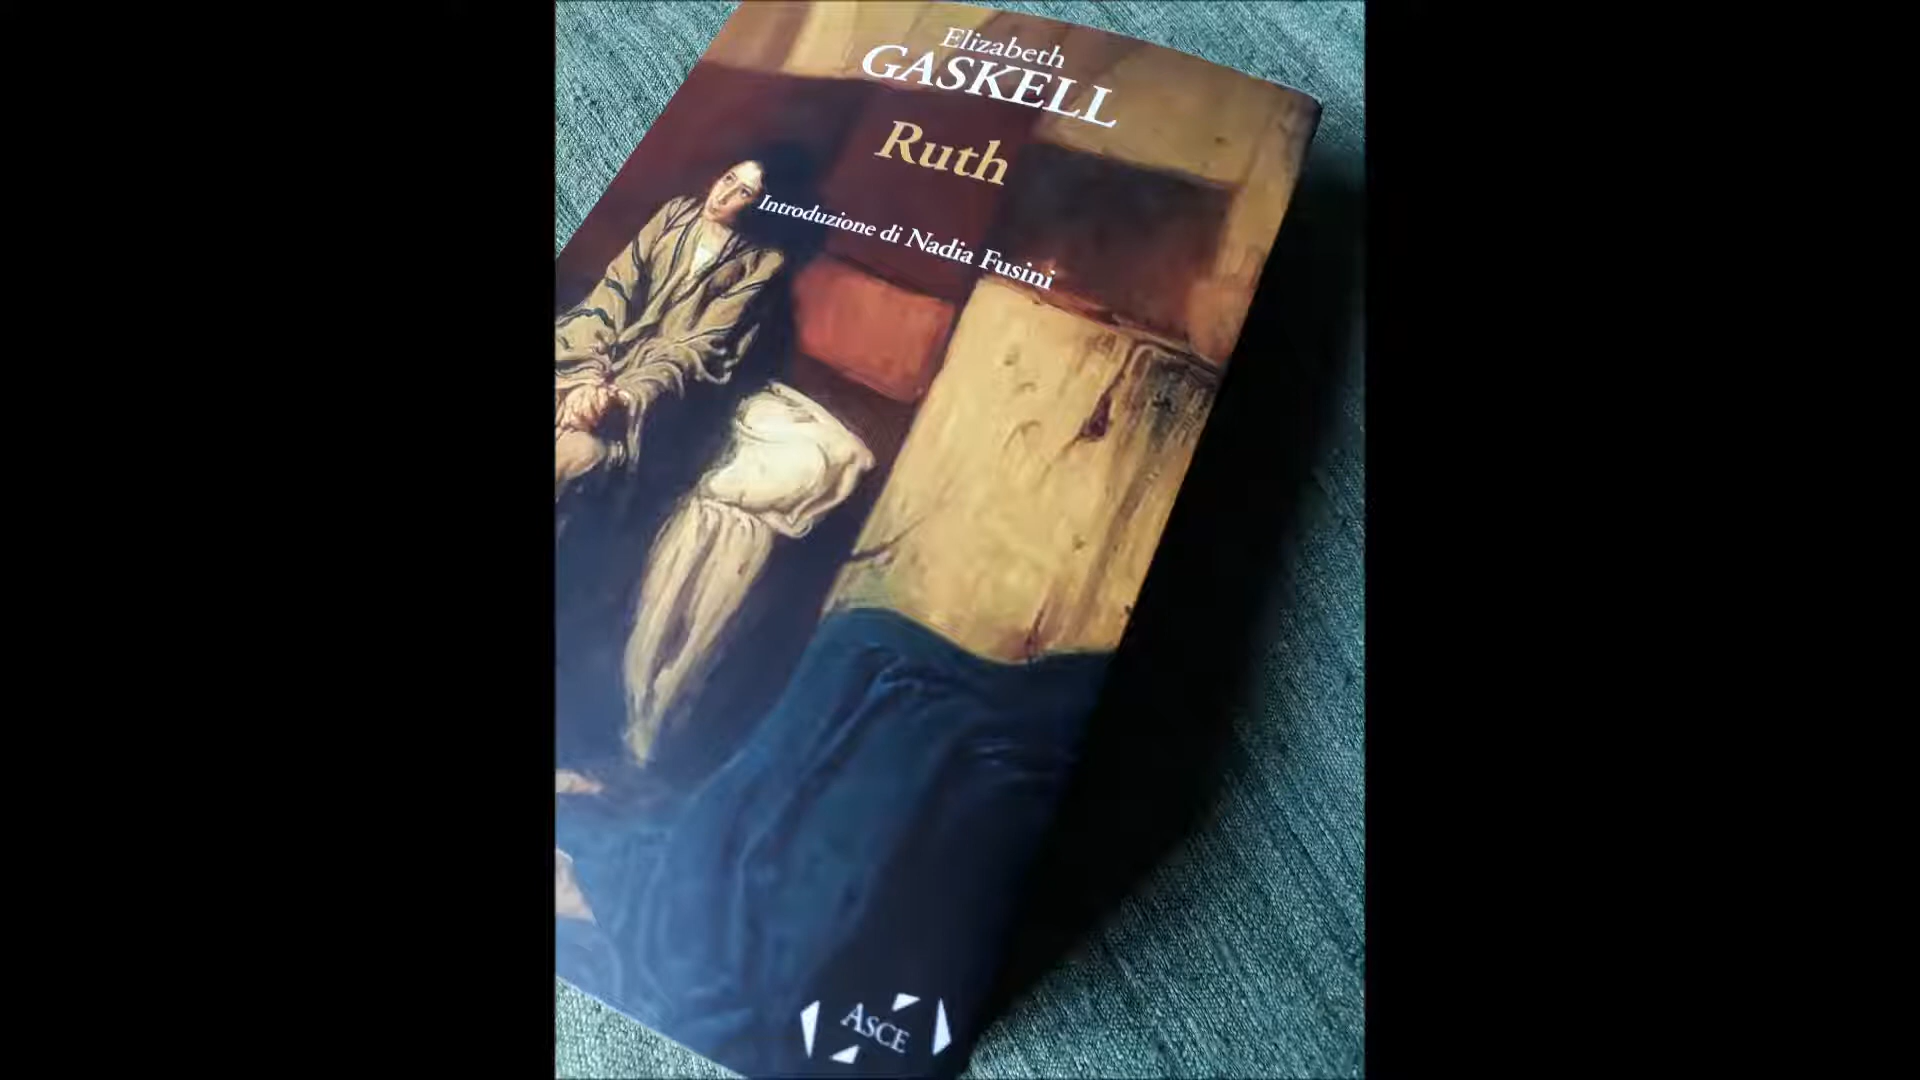 Elizabeth
GASKELL
Ruth
Introduzione di Nadia Fusini
ASCE